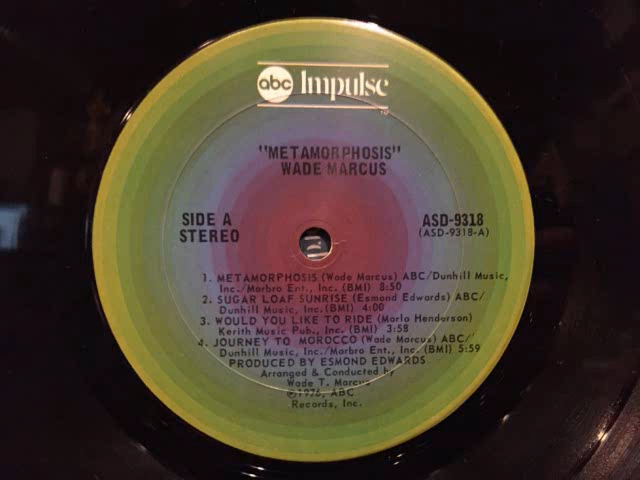 abc Impulse
"METAMORPHOSIS"
WADE MARCUS
SIDE A
STEREO
ASD-9318
(ASD-9318-A)
1. METAMORPHOSIS (Wade Marcus) ABC/Dunhill Music,
Inc./Marbro Ent., Inc. (BMI) 8:50
2. SUGAR LOAF SUNRISE (Esmond Edwards) ABC/
Dunhill Music, Inc. (BMI) 4:00
3. WOULD YOU LIKE TO RIDE (Marlo Henderson)
Kerith Music Pub., Inc. (BMI) 3:58
4. JOURNEY TO MOROCCO (Wade Marcus) ABC/
Dunhill Music, Inc./Marbro Ent., Inc. (BMI) 5:59
PRODUCED BY ESMOND EDWARDS
Arranged & Conducted by
Wade T. Marcus
℗1976, ABC
Records, Inc.